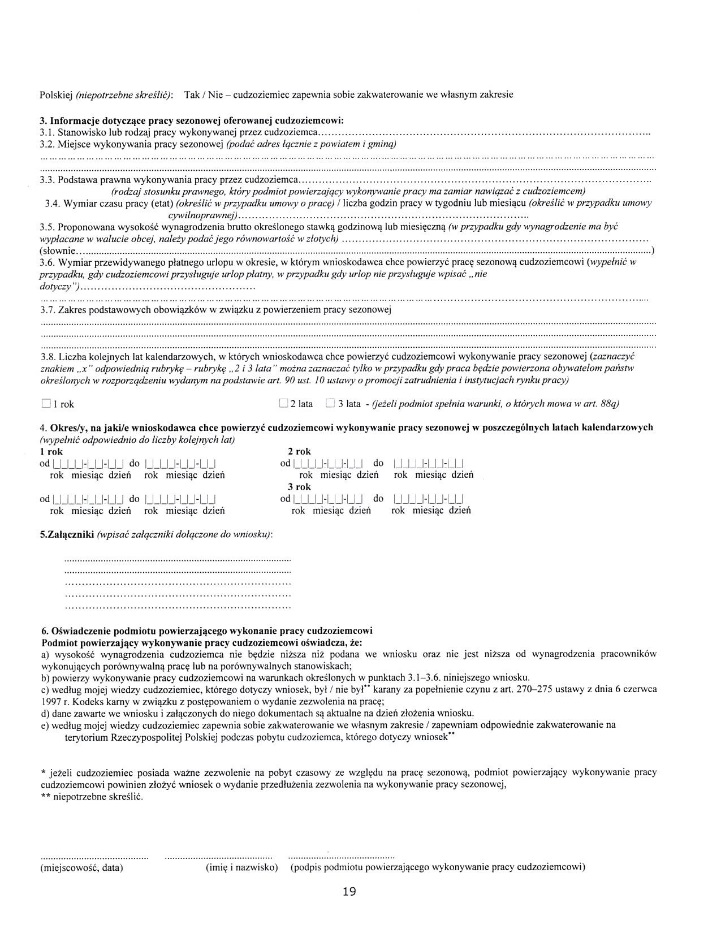 Polskiej (niepotrzebne skreślić): Tak / Nie – cudzoziemiec zapewnia sobie zakwaterowanie we własnym zakresie
3. Informacje dotyczące pracy sezonowej oferowanej cudzoziemcowi:
3.1. Stanowisko lub rodzaj pracy wykonywanej przez cudzoziemca……………………………………………………………………..
3.2. Miejsce wykonywania pracy sezonowej (podać adres łącznie z powiatem i gminą)
………………………………………………………………………………………………………………
………………………………………………………………………………………………………………
3.3. Podstawa prawna wykonywania pracy przez cudzoziemca……………………………………………………………………
(rodzaj stosunku prawnego, który podmiot powierzający wykonywanie pracy ma zamiar nawiązać z cudzoziemcem)
3.4. Wymiar czasu pracy (etat) (określić w przypadku umowy o pracę) / liczba godzin pracy w tygodniu lub miesiącu (określić w przypadku umowy
cywilnoprawnej)……………………………………………………………..
3.5. Proponowana wysokość wynagrodzenia brutto określonego stawką godzinową lub miesięczną (w przypadku gdy wynagrodzenie ma być
wypłacane w walucie obcej, należy podać jego równowartość w złotych) …………………………………………………………
(słownie………………………………………………………………………………………………………)
3.6. Wymiar przewidywanego płatnego urlopu w okresie, w którym wnioskodawca chce powierzyć pracę sezonową cudzoziemcowi (wypełnić w
przypadku, gdy cudzoziemcowi przysługuje urlop płatny, w przypadku gdy urlop nie przysługuje wpisać „nie
dotyczy”)……………………………………
………………………………………………………………………………………………………………
3.7. Zakres podstawowych obowiązków w związku z powierzeniem pracy sezonowej
………………………………………………………………………………………………………………
………………………………………………………………………………………………………………
………………………………………………………………………………………………………………
3.8. Liczba kolejnych lat kalendarzowych, w których wnioskodawca chce powierzyć cudzoziemcowi wykonywanie pracy sezonowej (zaznaczyć
znakiem „x” odpowiednią rubrykę – rubrykę „2 i 3 lata” można zaznaczać tylko w przypadku gdy praca będzie powierzona obywatelom państw
określonych w rozporządzeniu wydanym na podstawie art. 90 ust. 10 ustawy o promocji zatrudnienia i instytucjach rynku pracy)
☐ 1 rok ☐ 2 lata ☐ 3 lata - (jeżeli podmiot spełnia warunki, o których mowa w art. 88q)
4. Okres/y, na jaki/e wnioskodawca chce powierzyć cudzoziemcowi wykonywanie pracy sezonowej w poszczególnych latach kalendarzowych
(wypełnić odpowiednio do liczby kolejnych lat)
1 rok 2 rok
od |_|_|_|_|-|_|_|-|_|_| do |_|_|_|_|-|_|_|-|_|_| od |_|_|_|_|-|_|_|-|_|_| do |_|_|_|_|-|_|_|-|_|_|
rok miesiąc dzień rok miesiąc dzień rok miesiąc dzień rok miesiąc dzień
3 rok
od |_|_|_|_|-|_|_|-|_|_| do |_|_|_|_|-|_|_|-|_|_| od |_|_|_|_|-|_|_|-|_|_| do |_|_|_|_|-|_|_|-|_|_|
rok miesiąc dzień rok miesiąc dzień rok miesiąc dzień rok miesiąc dzień
5.Załączniki (wpisać załączniki dołączone do wniosku):
……………………………………………
……………………………………………
……………………………………………
……………………………………………
……………………………………………
6. Oświadczenie podmiotu powierzającego wykonanie pracy cudzoziemcowi
Podmiot powierzający wykonywanie pracy cudzoziemcowi oświadcza, że:
a) wysokość wynagrodzenia cudzoziemca nie będzie niższa niż podana we wniosku oraz nie jest niższa od wynagrodzenia pracowników
wykonujących porównywalną pracę lub na porównywalnych stanowiskach;
b) powierzy wykonywanie pracy cudzoziemcowi na warunkach określonych w punktach 3.1–3.6. niniejszego wniosku.
c) według mojej wiedzy cudzoziemiec, którego dotyczy wniosek, był / nie był** karany za popełnienie czynu z art. 270–275 ustawy z dnia 6 czerwca
1997 r. Kodeks karny w związku z postępowaniem o wydanie zezwolenia na pracę;
d) dane zawarte we wniosku i załączonych do niego dokumentach są aktualne na dzień złożenia wniosku.
e) według mojej wiedzy cudzoziemiec zapewnia sobie zakwaterowanie we własnym zakresie / zapewniam odpowiednie zakwaterowanie na
terytorium Rzeczypospolitej Polskiej podczas pobytu cudzoziemca, którego dotyczy wniosek**
* jeżeli cudzoziemiec posiada ważne zezwolenie na pobyt czasowy ze względu na pracę sezonową, podmiot powierzający wykonywanie pracy
cudzoziemcowi powinien złożyć wniosek o wydanie przedłużenia zezwolenia na wykonywanie pracy sezonowej,
** niepotrzebne skreślić.
…………………………… …………………………… ……………………………
(miejscowość, data) (imię i nazwisko) (podpis podmiotu powierzającego wykonywanie pracy cudzoziemcowi)
19